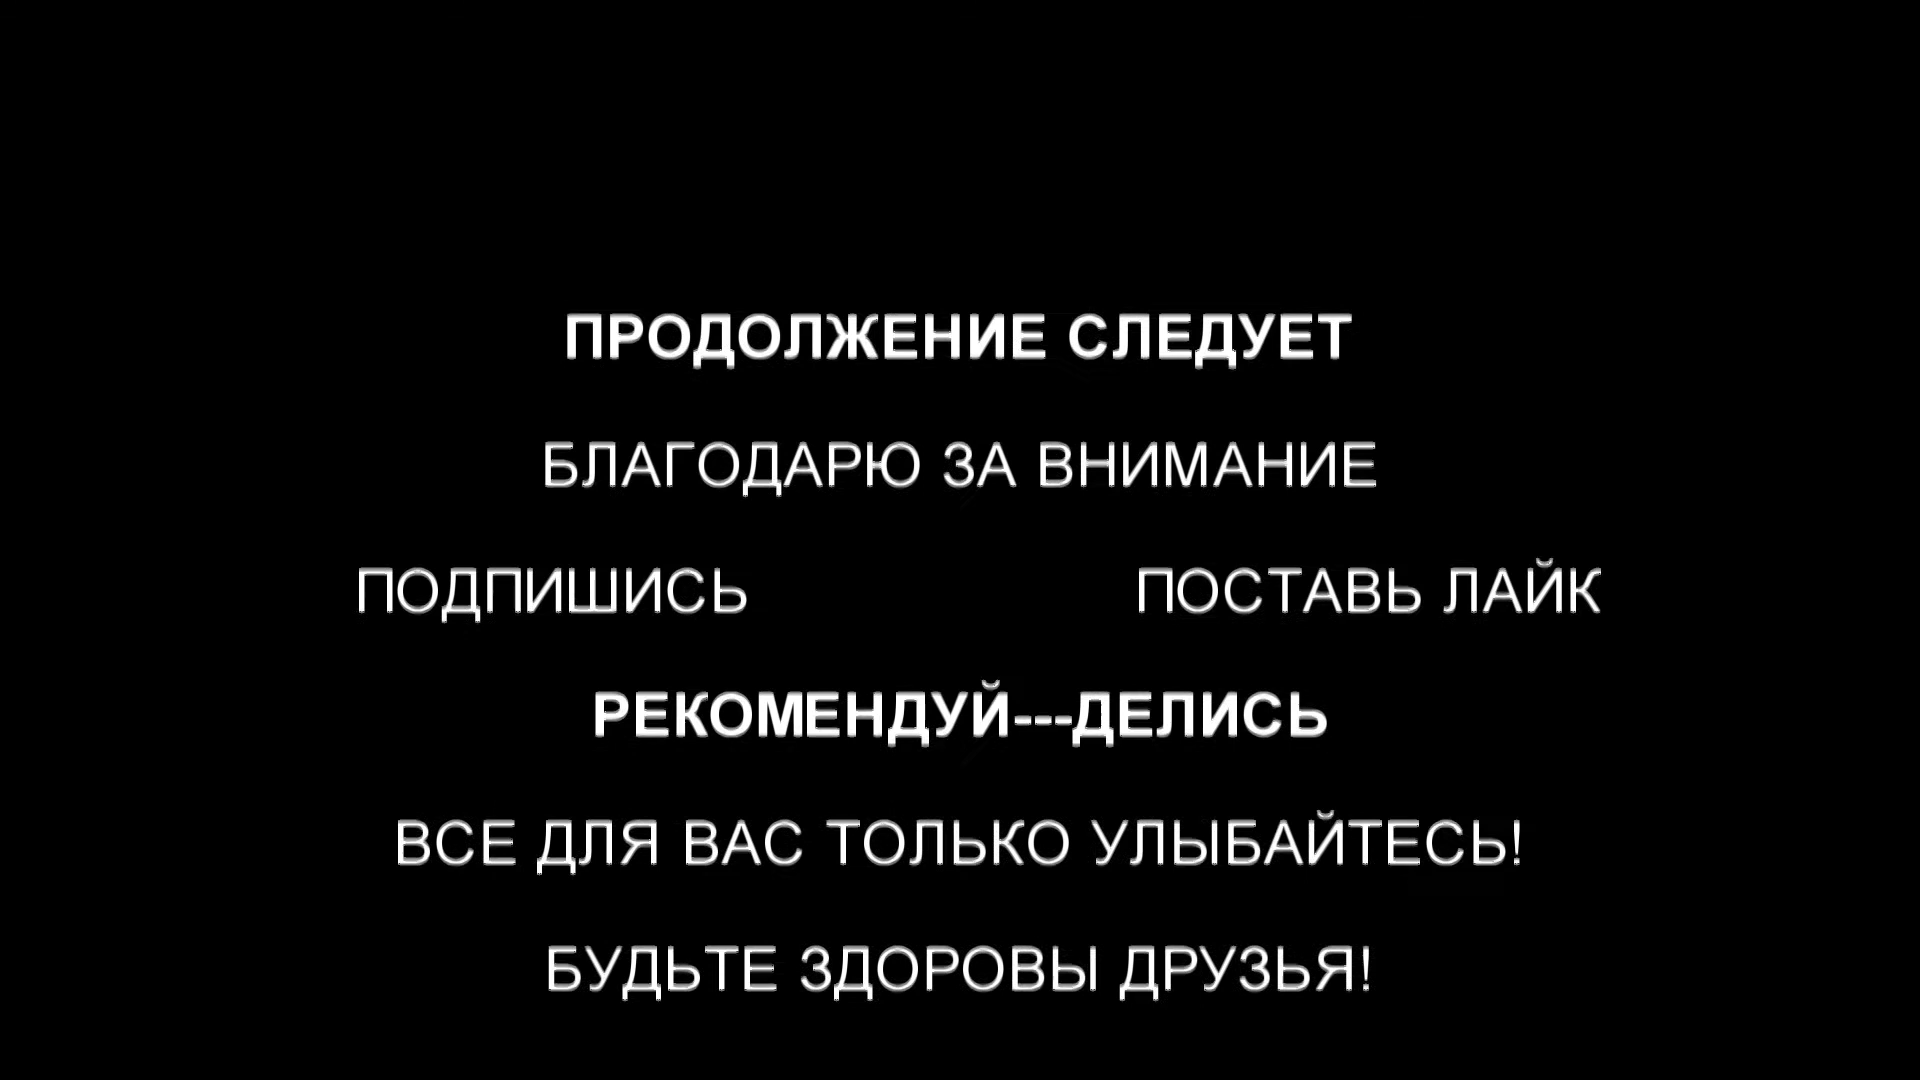 ПРОДОЛЖЕНИЕ СЛЕДУЕТ
БЛАГОДАРЮ ЗА ВНИМАНИЕ
ПОДПИШИСЬ ПОСТАВЬ ЛАЙК
РЕКОМЕНДУЙ---ДЕЛИСЬ
ВСЕ ДЛЯ ВАС ТОЛЬКО УЛЫБАЙТЕСЬ!
БУДЬТЕ ЗДОРОВЫ ДРУЗЬЯ!